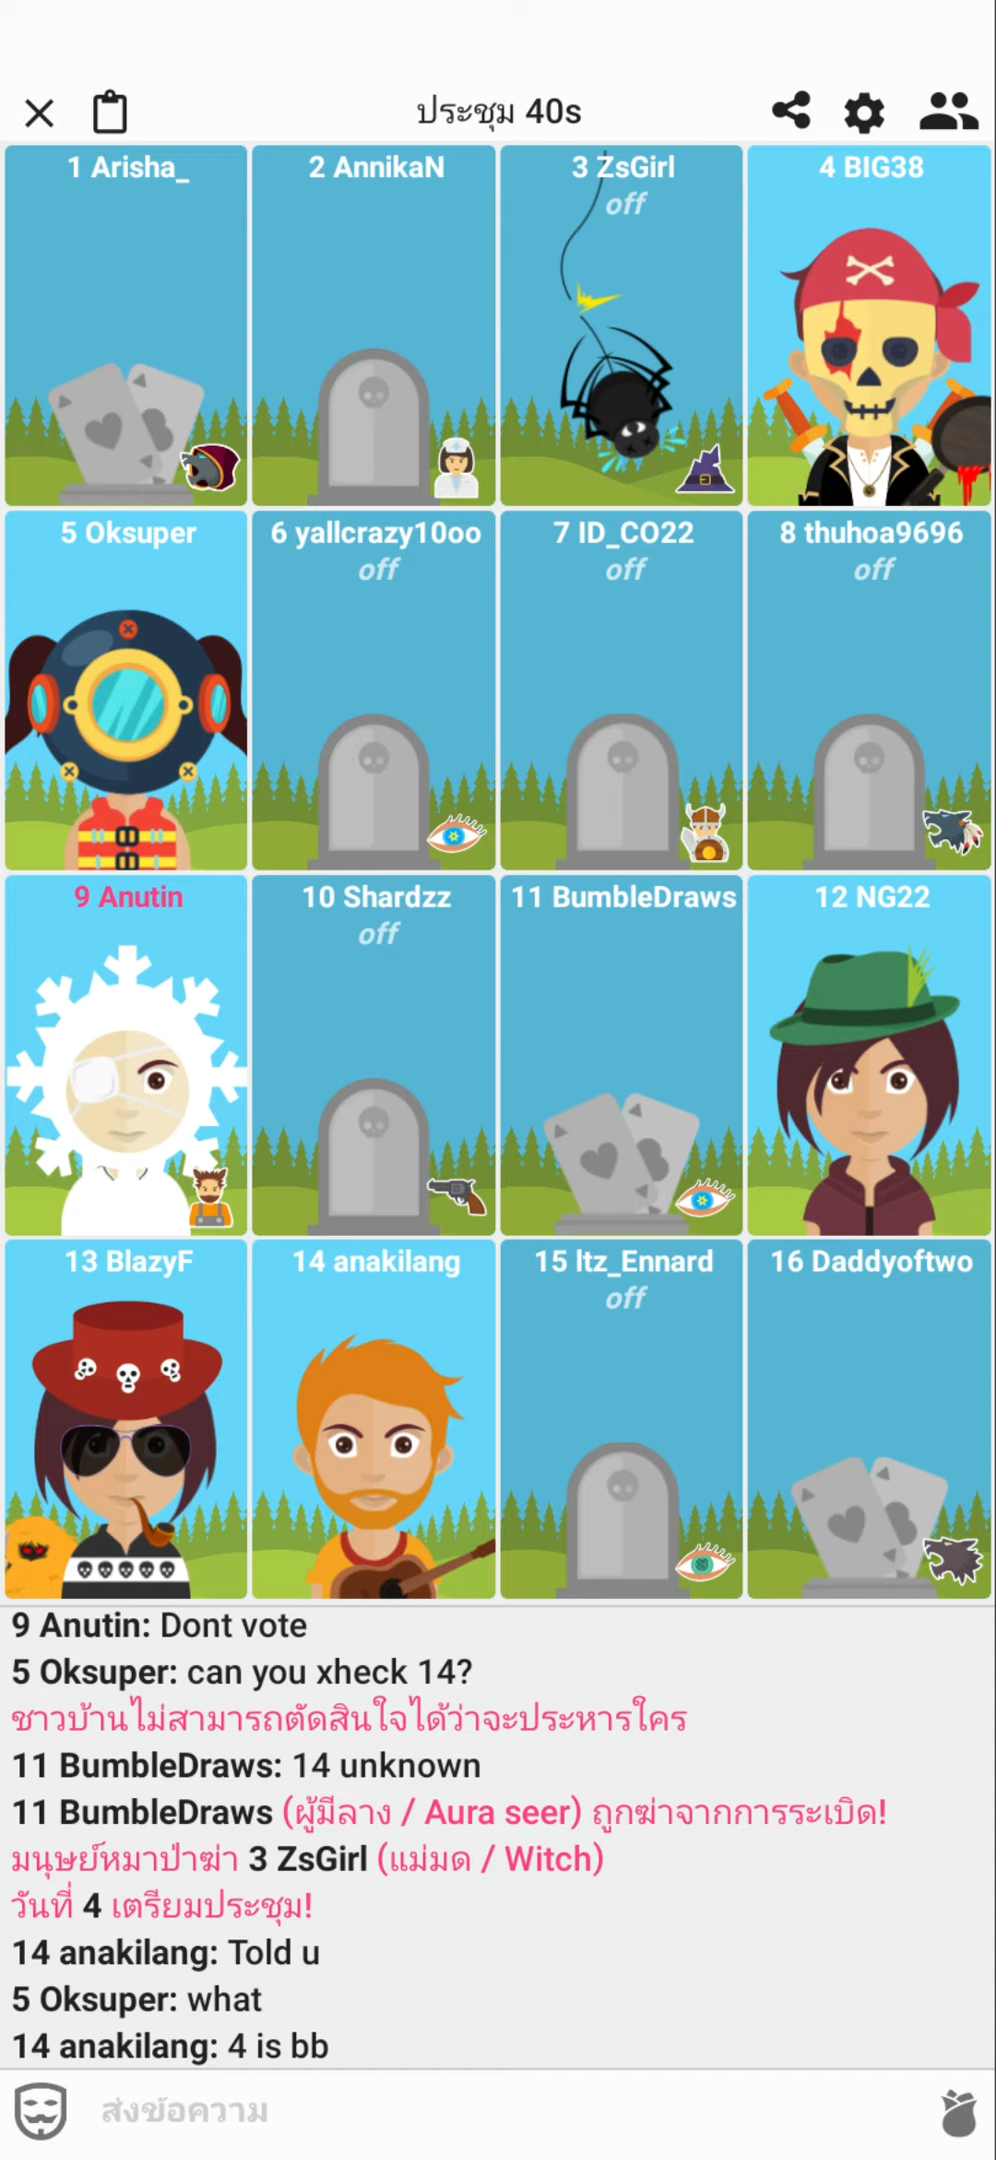 ประชุม 40s
1 Arisha_
2 AnnikaN
3 ZsGirl
off
4 BIG38
5 Oksuper
6 yallcrazy10oo
off
7 ID_CO22
off
8 thuhoa9696
off
9 Anutin
10 Shardzz
off
11 BumbleDraws
12 NG22
13 BlazyF
14 anakilang
15 ltz_Ennard
off
16 Daddyoftwo
9 Anutin: Dont vote
5 Oksuper: can you xheck 14?
ชาวบ้านไม่สามารถตัดสินใจได้ว่าจะประหารใคร
11 BumbleDraws: 14 unknown
11 BumbleDraws (ผู้มีลาง / Aura seer) ถูกฆ่าจากการระเบิด!
มนุษย์หมาป่าฆ่า 3 ZsGirl (แม่มด / Witch)
วันที่ 4 เตรียมประชุม!
14 anakilang: Told u
5 Oksuper: what
14 anakilang: 4 is bb
ส่งข้อความ